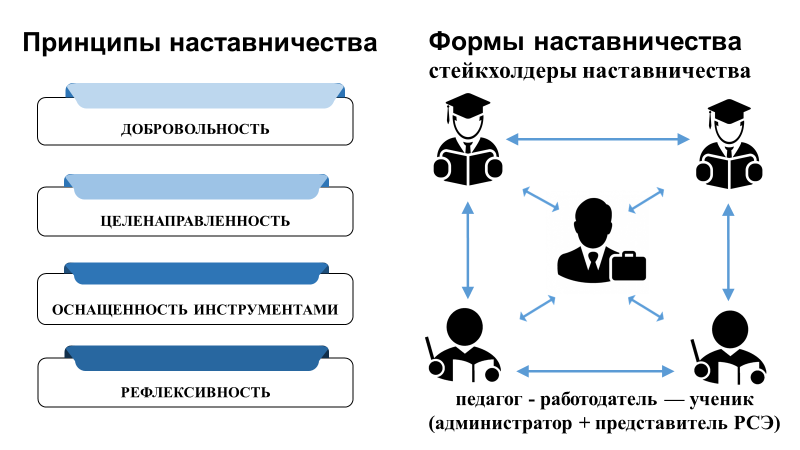 Принципы наставничества
ДОБРОВОЛЬНОСТЬ
ЦЕЛЕНАПРАВЛЕННОСТЬ
ОСНАЩЕННОСТЬ ИНСТРУМЕНТАМИ
РЕФЛЕКСИВНОСТЬ
Формы наставничества
стейкхолдеры наставничества
педагог - работодатель — ученик
(администратор + представитель РСЭ)